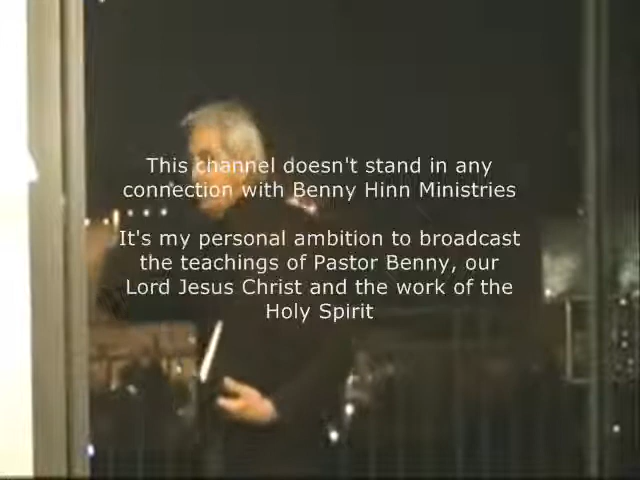 This channel doesn't stand in any
connection with Benny Hinn Ministries
It's my personal ambition to broadcast
the teachings of Pastor Benny, our
Lord Jesus Christ and the work of the
Holy Spirit